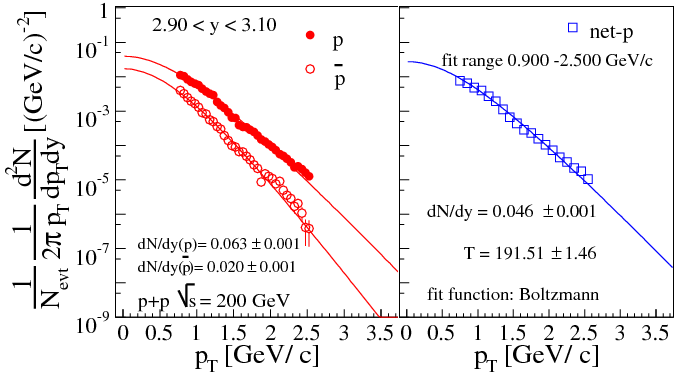 1/N_evt 1/2π p_T d²N/dp_Tdy [(GeV/c)^-2]
1
10^-1
10^-3
10^-5
10^-7
10^-9
2.90 < y < 3.10
p
p̅
dN/dy(p)= 0.063 ± 0.001
dN/dy(p̅)= 0.020 ± 0.001
p+p √s = 200 GeV
0 0.5 1 1.5 2 2.5 3 3.5
p_T [GeV/ c]
net-p
fit range 0.900 -2.500 GeV/c
dN/dy = 0.046 ± 0.001
T = 191.51 ± 1.46
fit function: Boltzmann
0 0.5 1 1.5 2 2.5 3 3.5
p_T [GeV/ c]